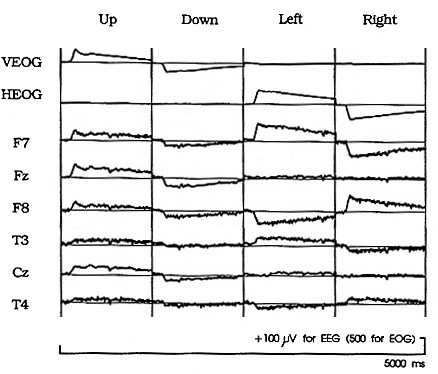 Up Down Left Right
VEOG
HEOG
F7
Fz
F8
T3
Cz
T4
+100 μV for EEG (500 for EOG)
5000 ms